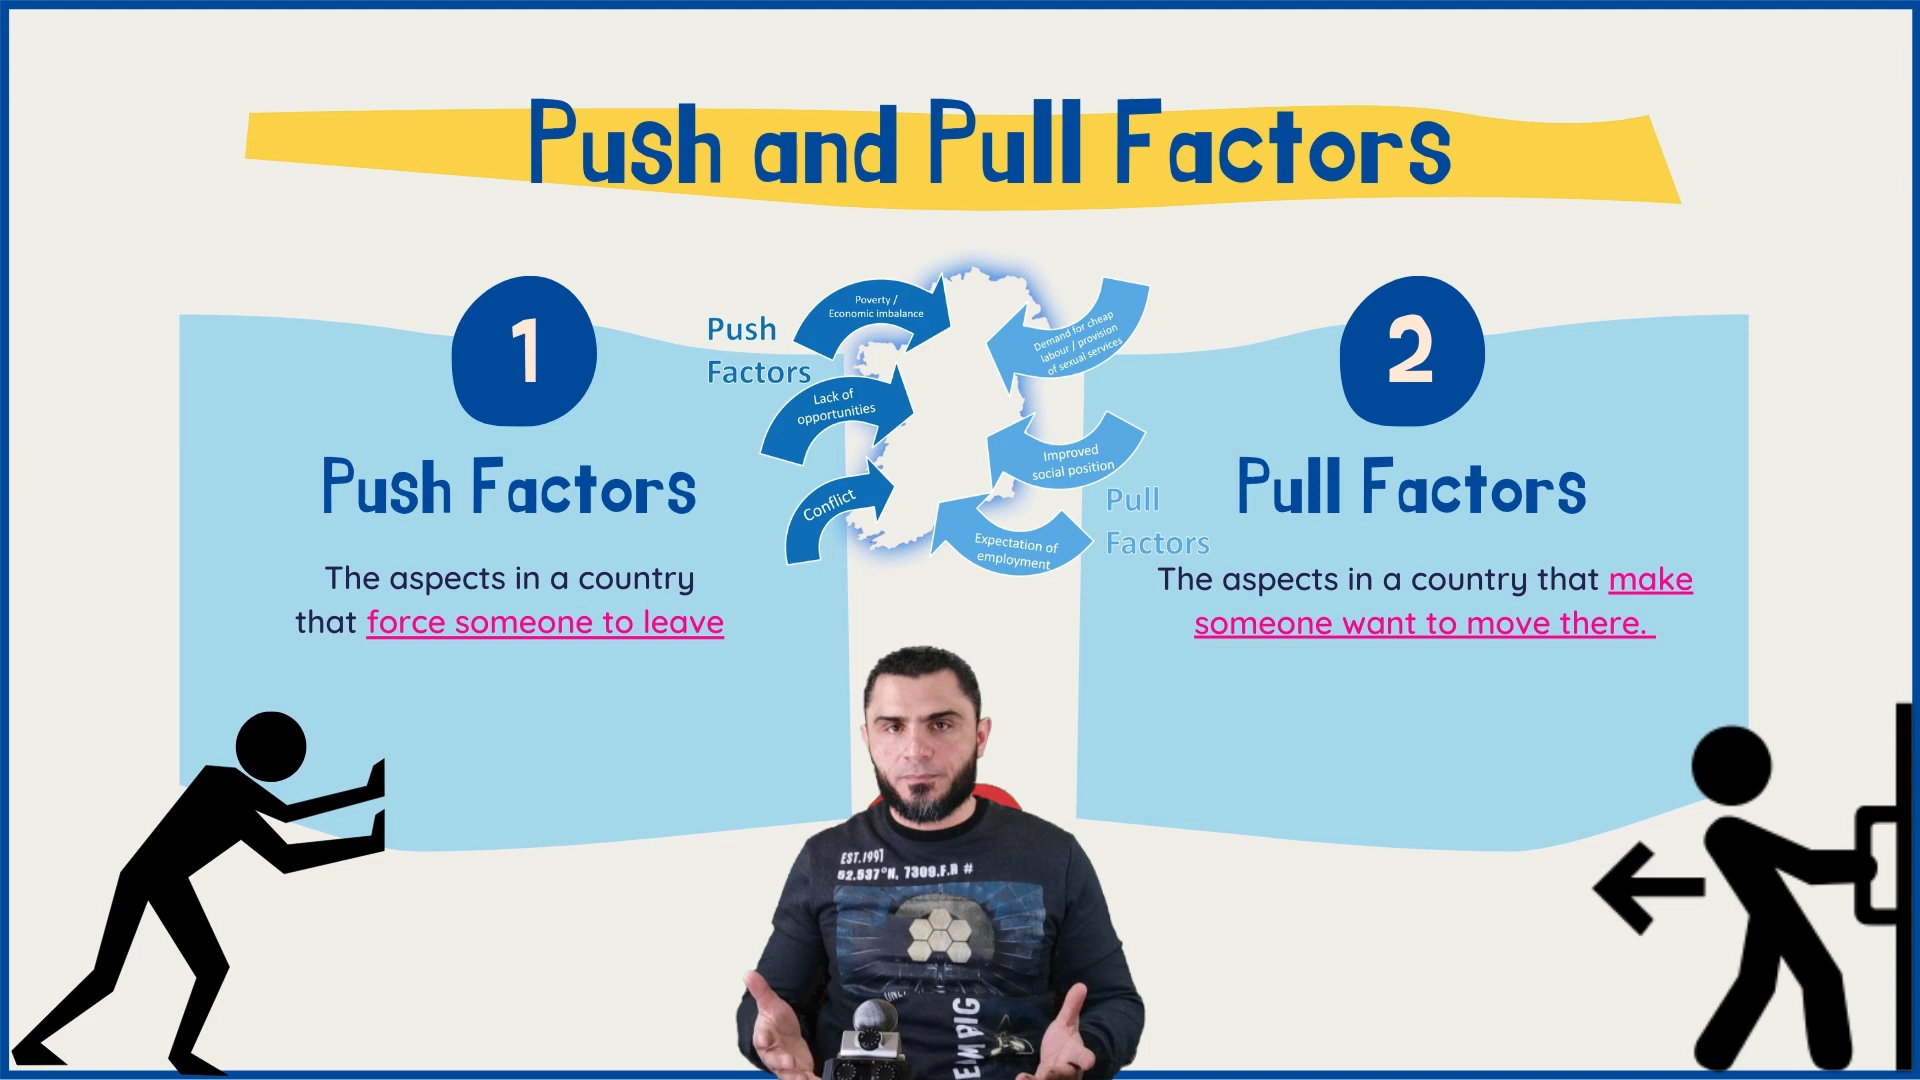 Push and Pull Factors
1
Push Factors
The aspects in a country
that force someone to leave
Push
Factors
Poverty /
Economic imbalance
Lack of
opportunities
Conflict
Demand for cheap
labour / provision
of sexual services
Improved
social position
Expectation of
employment
Pull
Factors
2
Pull Factors
The aspects in a country that make
someone want to move there.
EST.1997
52.537°N, 7309.F.R #